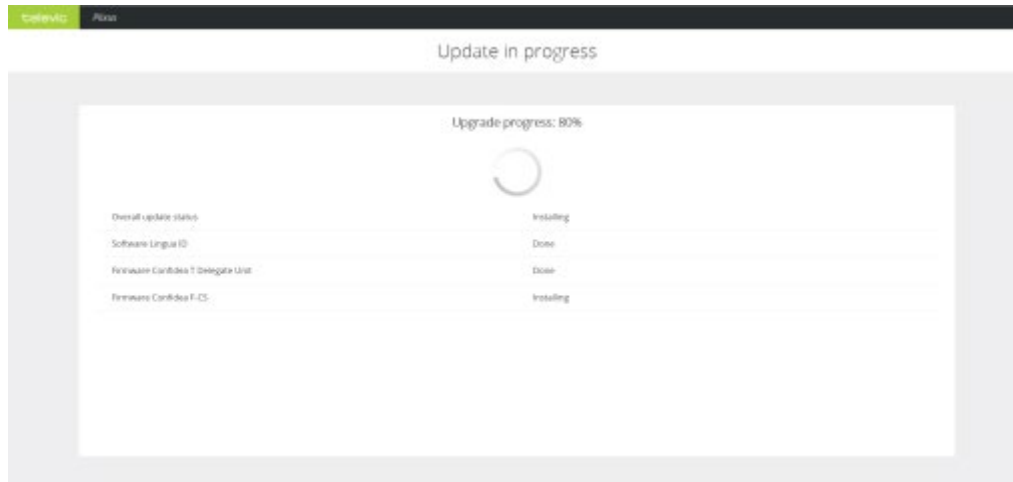 televic Plixus
Update in progress
Upgrade progress: 80%
Overall update status Installing
Software Lingua ID Done
Firmware Confidea T Delegate Unit Done
Firmware Confidea F-CS Installing